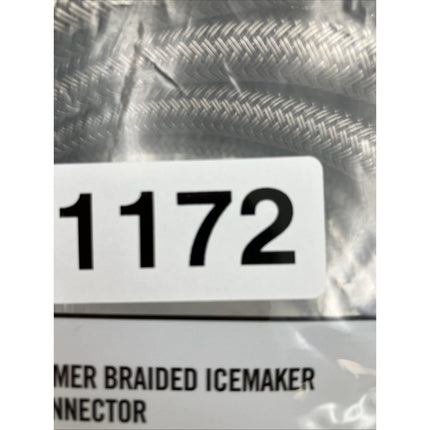 1172
MER BRAIDED ICEMAKER
NNECTOR